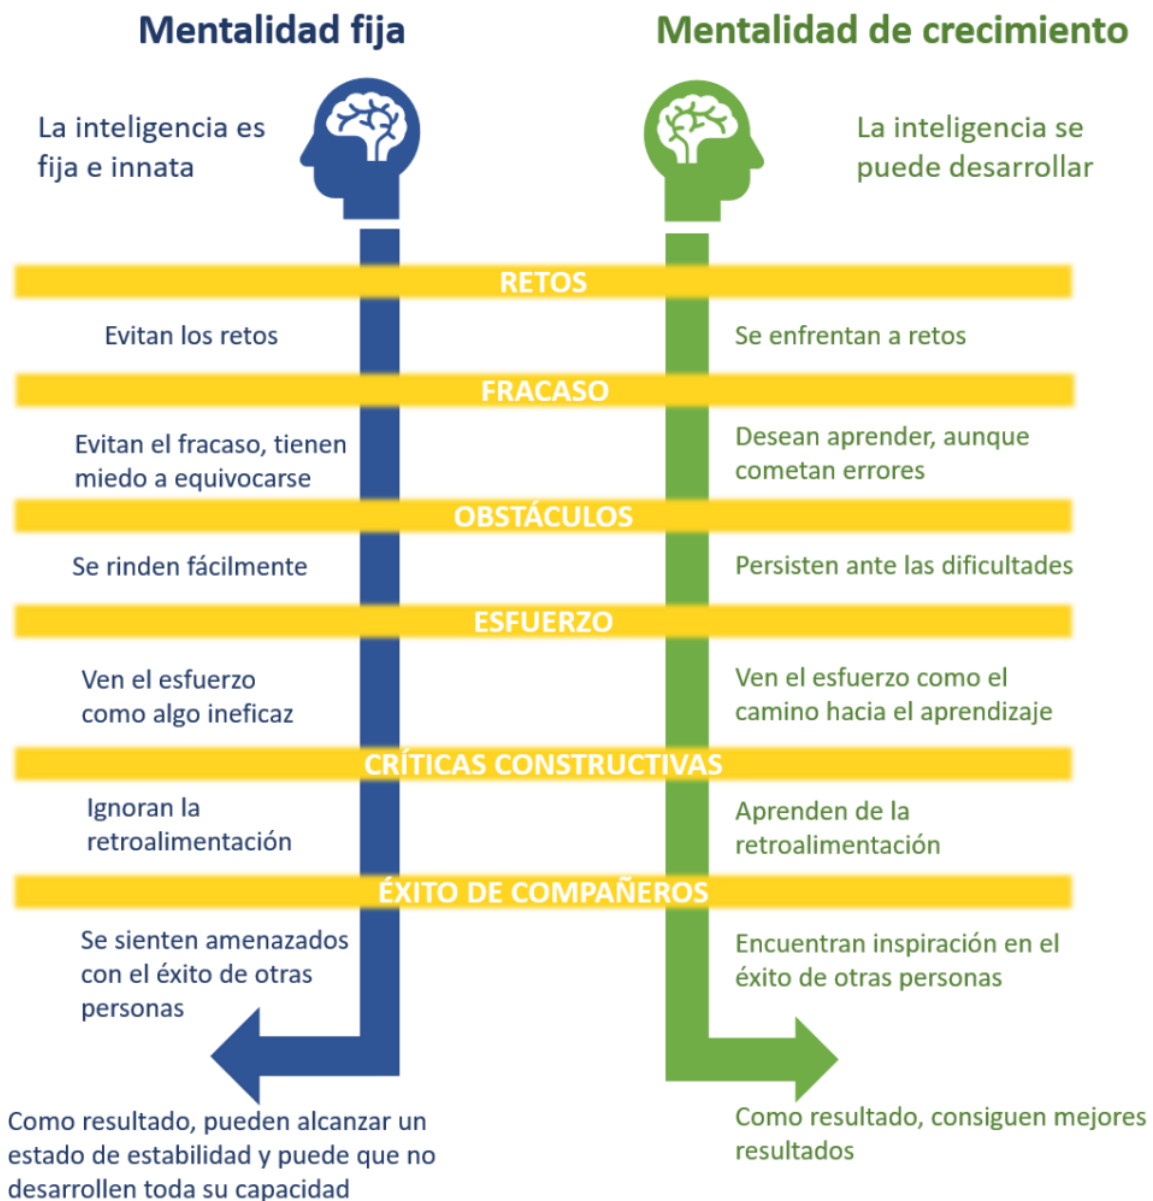 Mentalidad fija
Mentalidad de crecimiento
La inteligencia es
fija e innata
La inteligencia se
puede desarrollar
RETOS
Evitan los retos
Se enfrentan a retos
FRACASO
Evitan el fracaso, tienen
miedo a equivocarse
Desean aprender, aunque
cometan errores
OBSTÁCULOS
Se rinden fácilmente
Persisten ante las dificultades
ESFUERZO
Ven el esfuerzo
como algo ineficaz
Ven el esfuerzo como el
camino hacia el aprendizaje
CRÍTICAS CONSTRUCTIVAS
Ignoran la
retroalimentación
Aprenden de la
retroalimentación
ÉXITO DE COMPAÑEROS
Se sienten amenazados
con el éxito de otras
personas
Encuentran inspiración en el
éxito de otras personas
Como resultado, pueden alcanzar un
estado de estabilidad y puede que no
desarrollen toda su capacidad
Como resultado, consiguen mejores
resultados